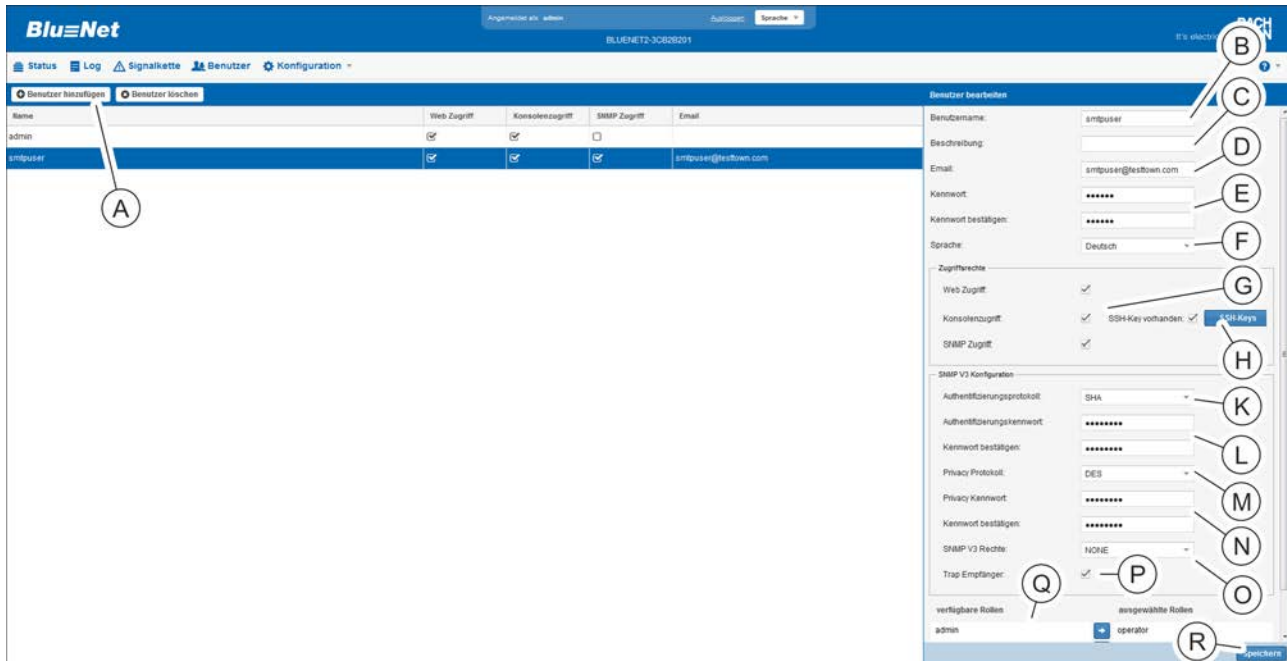 BlueNet
Angemeldet als admin
Ausloggen
Sprache
BLUENET2-3CB2B201
BACH
It's electric
Status
Log
Signalkette
Benutzer
Konfiguration
Benutzer hinzufügen
Benutzer löschen
Benutzer bearbeiten
Name
Web Zugriff
Konsolenzugriff
SNMP Zugriff
Email
admin
smtpuser
smtpuser@testtown.com
A
Benutzername:
smtpuser
B
Beschreibung:
C
Email:
smtpuser@testtown.com
D
Kennwort:
••••••
E
Kennwort bestätigen:
••••••
Sprache:
Deutsch
F
Zugriffsrechte
Web Zugriff:
G
Konsolenzugriff:
SSH-Key vorhanden:
SSH-Keys
SNMP Zugriff:
H
SNMP V3 Konfiguration
Authentifizierungsprotokoll:
SHA
K
Authentifizierungskennwort:
••••••••
Kennwort bestätigen:
••••••••
L
Privacy Protokoll:
DES
M
Privacy Kennwort:
••••••••
Kennwort bestätigen:
••••••••
N
SNMP V3 Rechte:
NONE
O
Trap Empfänger:
P
Q
verfügbare Rollen
ausgewählte Rollen
admin
operator
R
Speichern